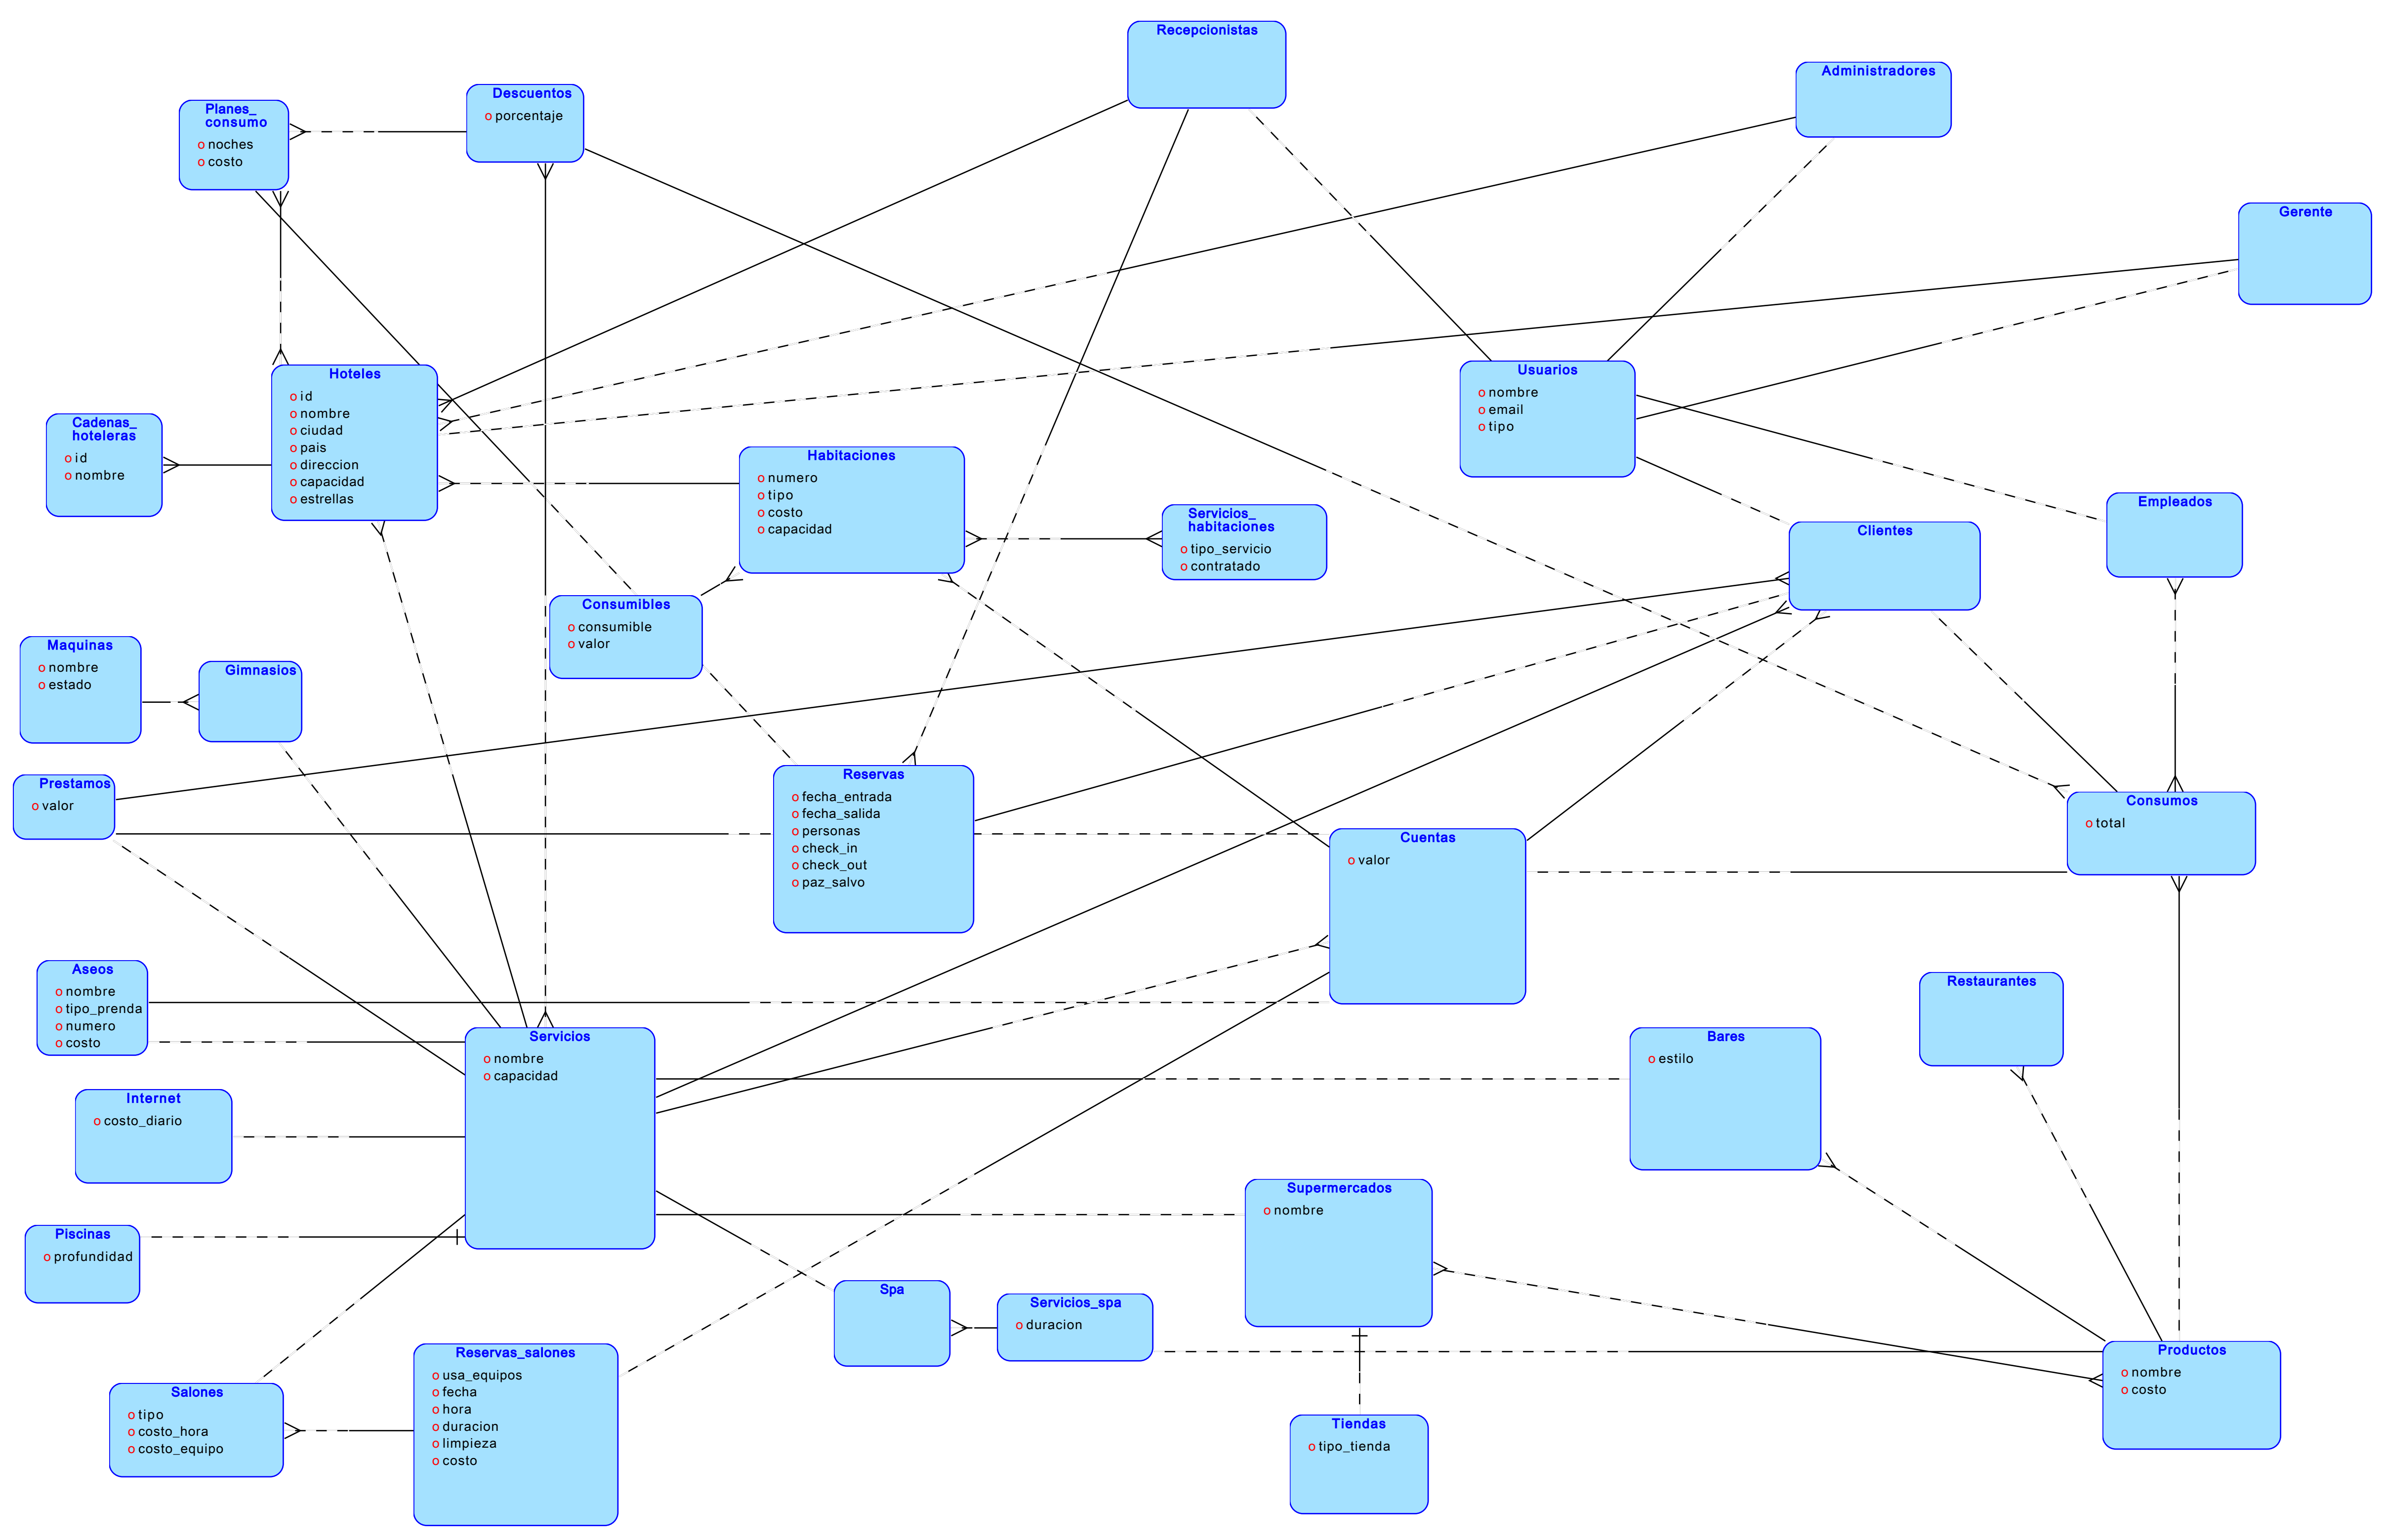 Recepcionistas
Administradores
Descuentos
o porcentaje
Planes_
consumo
o noches
o costo
Gerente
Hoteles
o id
o nombre
o ciudad
o pais
o direccion
o capacidad
o estrellas
Usuarios
o nombre
o email
o tipo
Cadenas_
hoteleras
o id
o nombre
Habitaciones
o numero
o tipo
o costo
o capacidad
Servicios_
habitaciones
o tipo_servicio
o contratado
Empleados
Clientes
Consumibles
o consumible
o valor
Maquinas
o nombre
o estado
Gimnasios
Prestamos
o valor
Reservas
o fecha_entrada
o fecha_salida
o personas
o check_in
o check_out
o paz_salvo
Consumos
o total
Cuentas
o valor
Aseos
o nombre
o tipo_prenda
o numero
o costo
Restaurantes
Servicios
o nombre
o capacidad
Bares
o estilo
Internet
o costo_diario
Supermercados
o nombre
Piscinas
o profundidad
Spa
Servicios_spa
o duracion
Reservas_salones
o usa_equipos
o fecha
o hora
o duracion
o limpieza
o costo
Productos
o nombre
o costo
Salones
o tipo
o costo_hora
o costo_equipo
Tiendas
o tipo_tienda